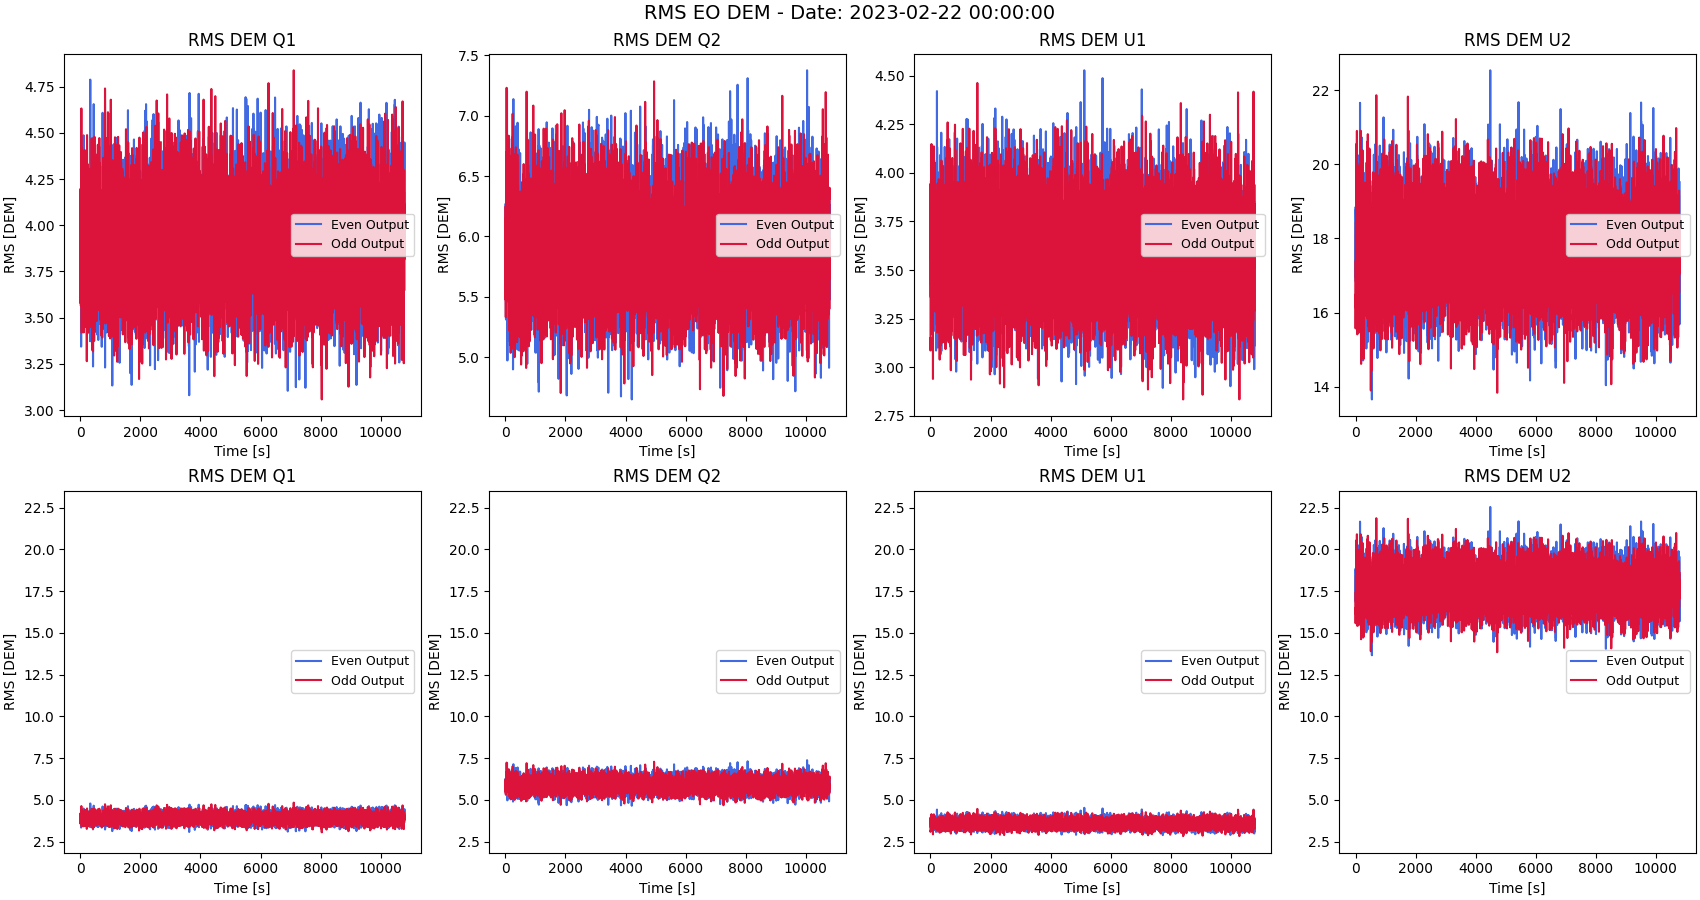 RMS EO DEM - Date: 2023-02-22 00:00:00
RMS DEM Q1
RMS [DEM]
4.75
4.50
4.25
4.00
3.75
3.50
3.25
3.00
Even Output
Odd Output
0 2000 4000 6000 8000 10000
Time [s]
RMS DEM Q2
RMS [DEM]
7.5
7.0
6.5
6.0
5.5
5.0
Even Output
Odd Output
0 2000 4000 6000 8000 10000
Time [s]
RMS DEM U1
RMS [DEM]
4.50
4.25
4.00
3.75
3.50
3.25
3.00
2.75
Even Output
Odd Output
0 2000 4000 6000 8000 10000
Time [s]
RMS DEM U2
RMS [DEM]
22
20
18
16
14
Even Output
Odd Output
0 2000 4000 6000 8000 10000
Time [s]
RMS DEM Q1
RMS [DEM]
22.5
20.0
17.5
15.0
12.5
10.0
7.5
5.0
2.5
Even Output
Odd Output
0 2000 4000 6000 8000 10000
Time [s]
RMS DEM Q2
RMS [DEM]
22.5
20.0
17.5
15.0
12.5
10.0
7.5
5.0
2.5
Even Output
Odd Output
0 2000 4000 6000 8000 10000
Time [s]
RMS DEM U1
RMS [DEM]
22.5
20.0
17.5
15.0
12.5
10.0
7.5
5.0
2.5
Even Output
Odd Output
0 2000 4000 6000 8000 10000
Time [s]
RMS DEM U2
RMS [DEM]
22.5
20.0
17.5
15.0
12.5
10.0
7.5
5.0
2.5
Even Output
Odd Output
0 2000 4000 6000 8000 10000
Time [s]